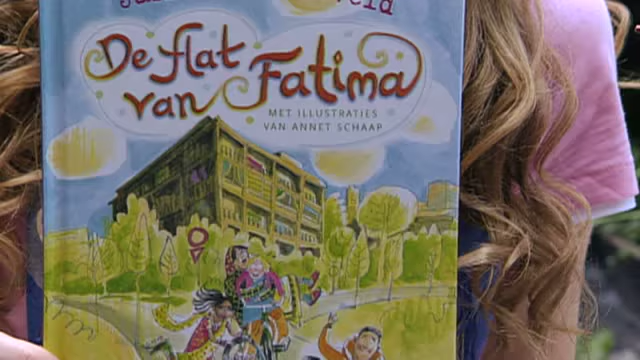 De flat
van Fatima
MET ILLUSTRATIES
VAN ANNET SCHAAP